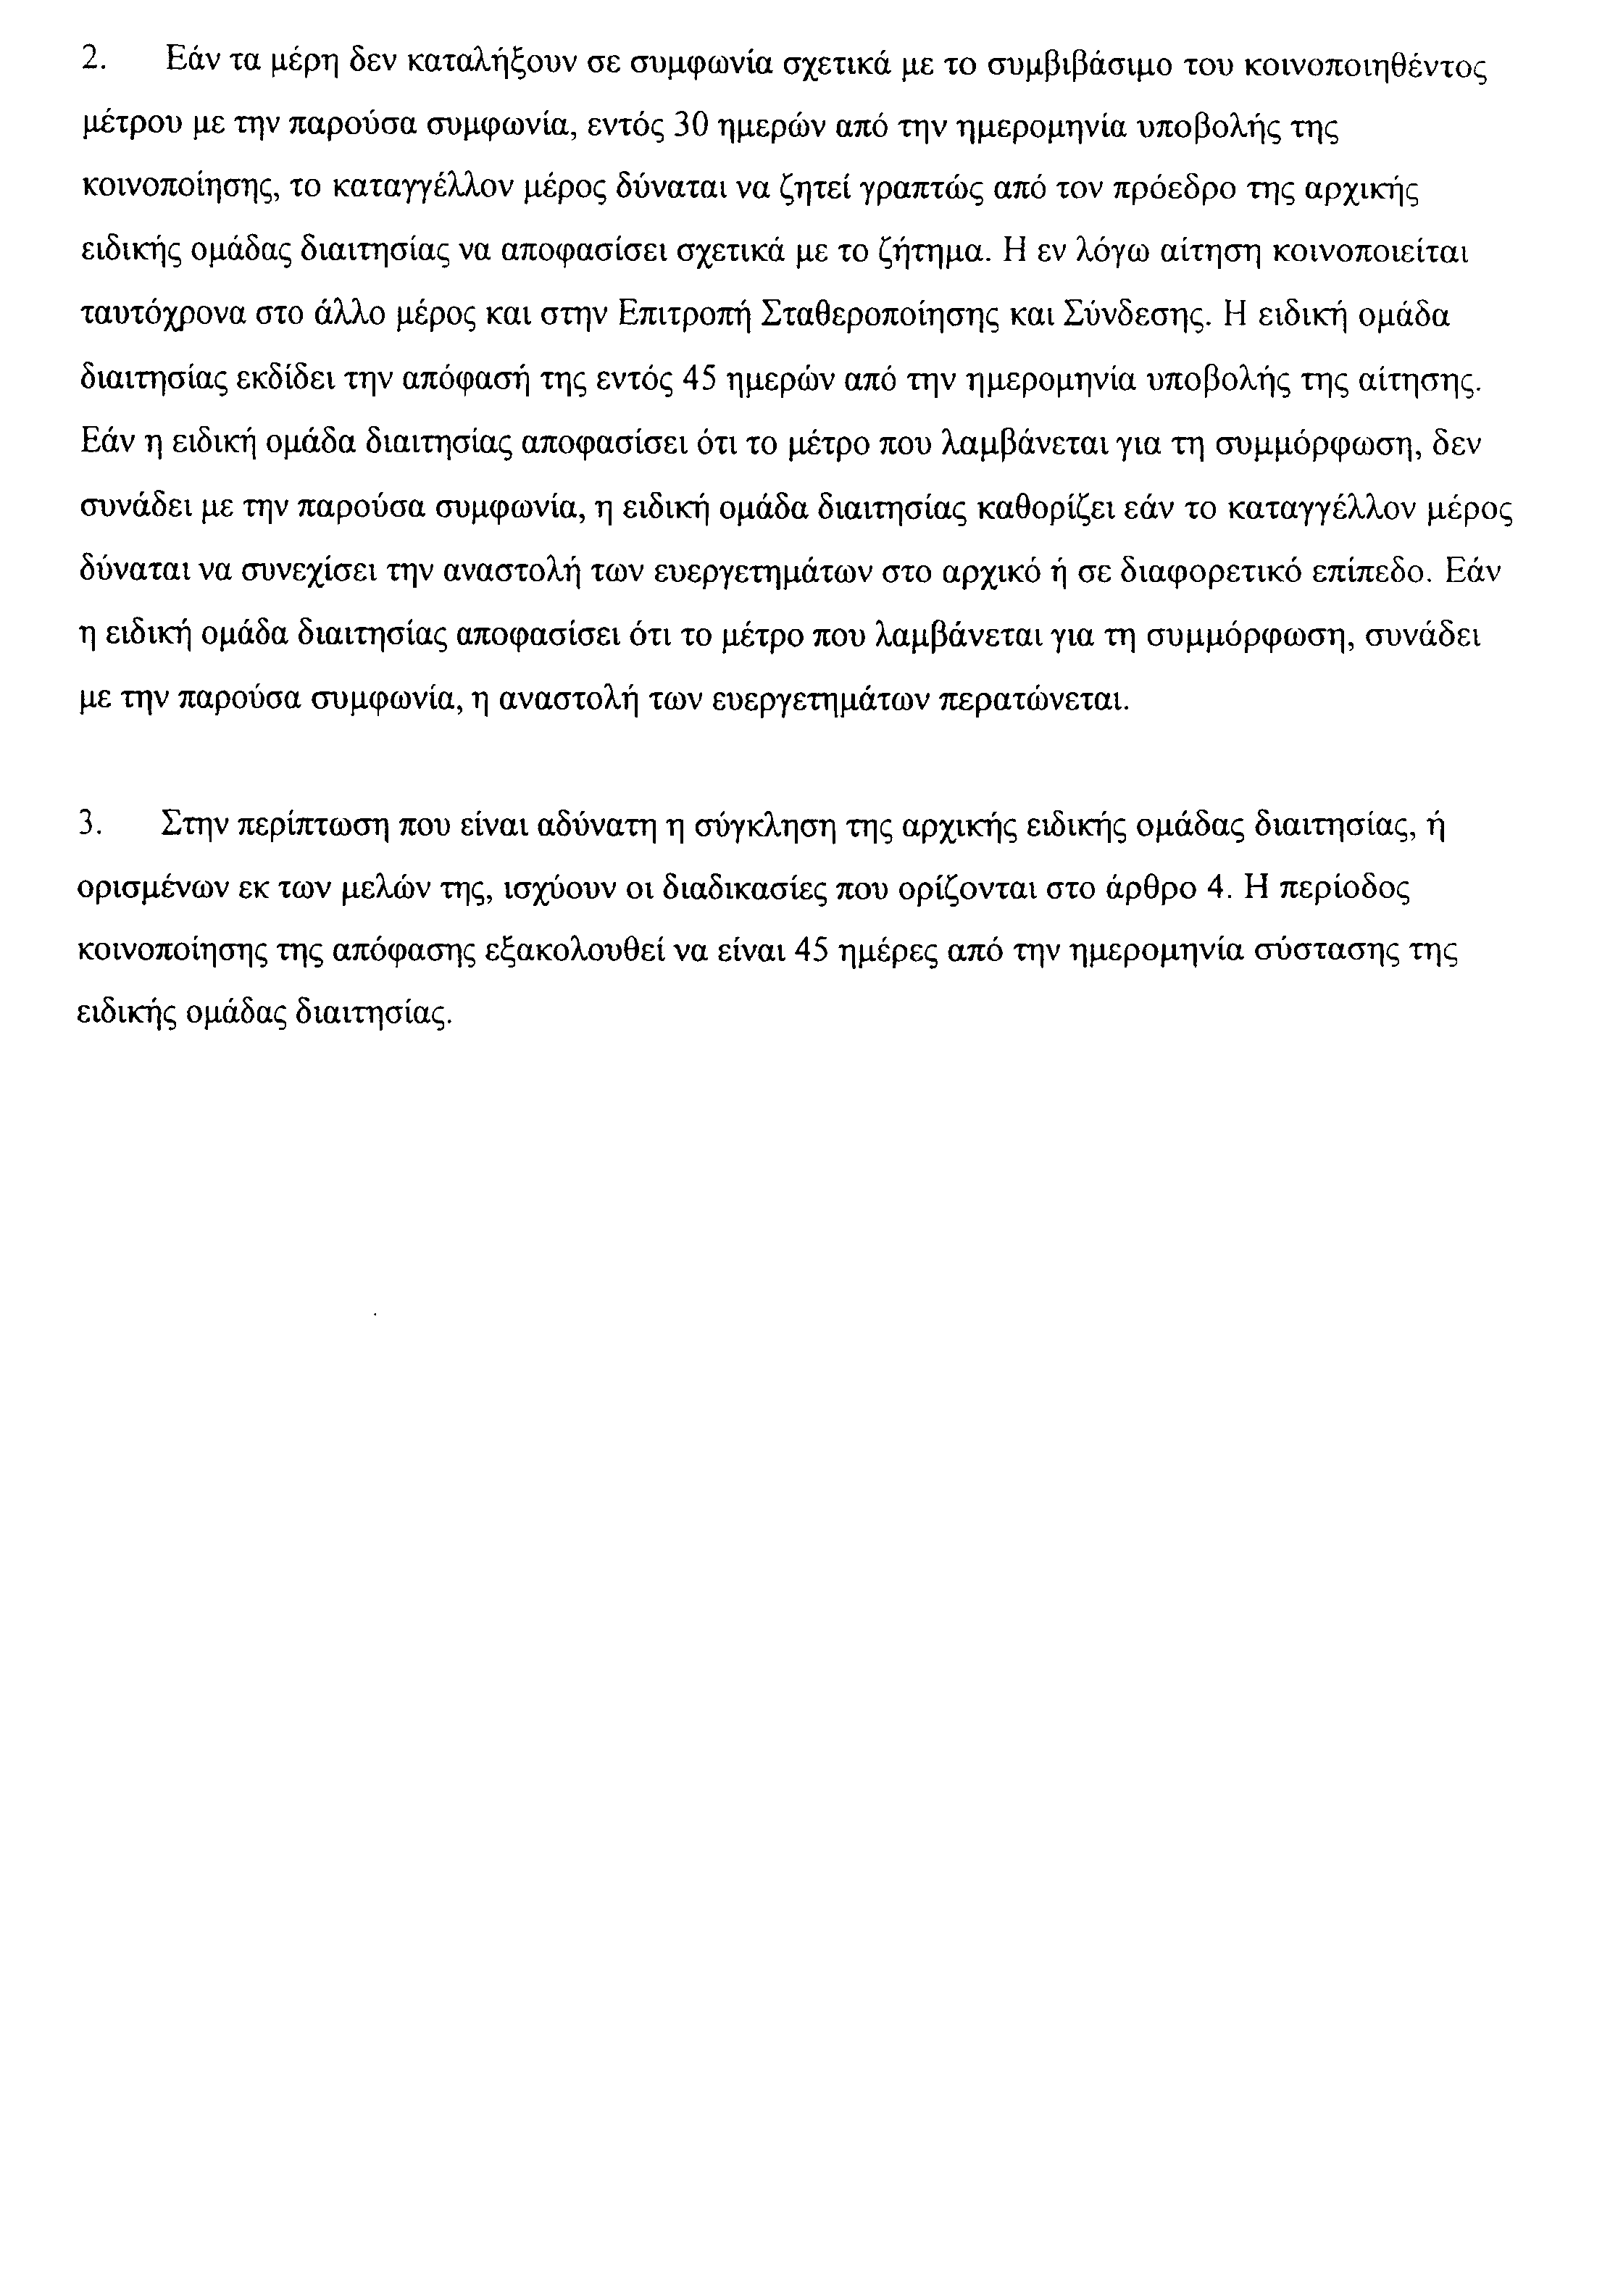 2. Εάν τα μέρη δεν καταλήξουν σε συμφωνία σχετικά με το συμβιβάσιμο του κοινοποιηθέντος
μέτρου με την παρούσα συμφωνία, εντός 30 ημερών από την ημερομηνία υποβολής της
κοινοποίησης, το καταγγέλλον μέρος δύναται να ζητεί γραπτώς από τον πρόεδρο της αρχικής
ειδικής ομάδας διαιτησίας να αποφασίσει σχετικά με το ζήτημα. Η εν λόγω αίτηση κοινοποιείται
ταυτόχρονα στο άλλο μέρος και στην Επιτροπή Σταθεροποίησης και Σύνδεσης. Η ειδική ομάδα
διαιτησίας εκδίδει την απόφασή της εντός 45 ημερών από την ημερομηνία υποβολής της αίτησης.
Εάν η ειδική ομάδα διαιτησίας αποφασίσει ότι το μέτρο που λαμβάνεται για τη συμμόρφωση, δεν
συνάδει με την παρούσα συμφωνία, η ειδική ομάδα διαιτησίας καθορίζει εάν το καταγγέλλον μέρος
δύναται να συνεχίσει την αναστολή των ευεργετημάτων στο αρχικό ή σε διαφορετικό επίπεδο. Εάν
η ειδική ομάδα διαιτησίας αποφασίσει ότι το μέτρο που λαμβάνεται για τη συμμόρφωση, συνάδει
με την παρούσα συμφωνία, η αναστολή των ευεργετημάτων περατώνεται.
3. Στην περίπτωση που είναι αδύνατη η σύγκληση της αρχικής ειδικής ομάδας διαιτησίας, ή
ορισμένων εκ των μελών της, ισχύουν οι διαδικασίες που ορίζονται στο άρθρο 4. Η περίοδος
κοινοποίησης της απόφασης εξακολουθεί να είναι 45 ημέρες από την ημερομηνία σύστασης της
ειδικής ομάδας διαιτησίας.